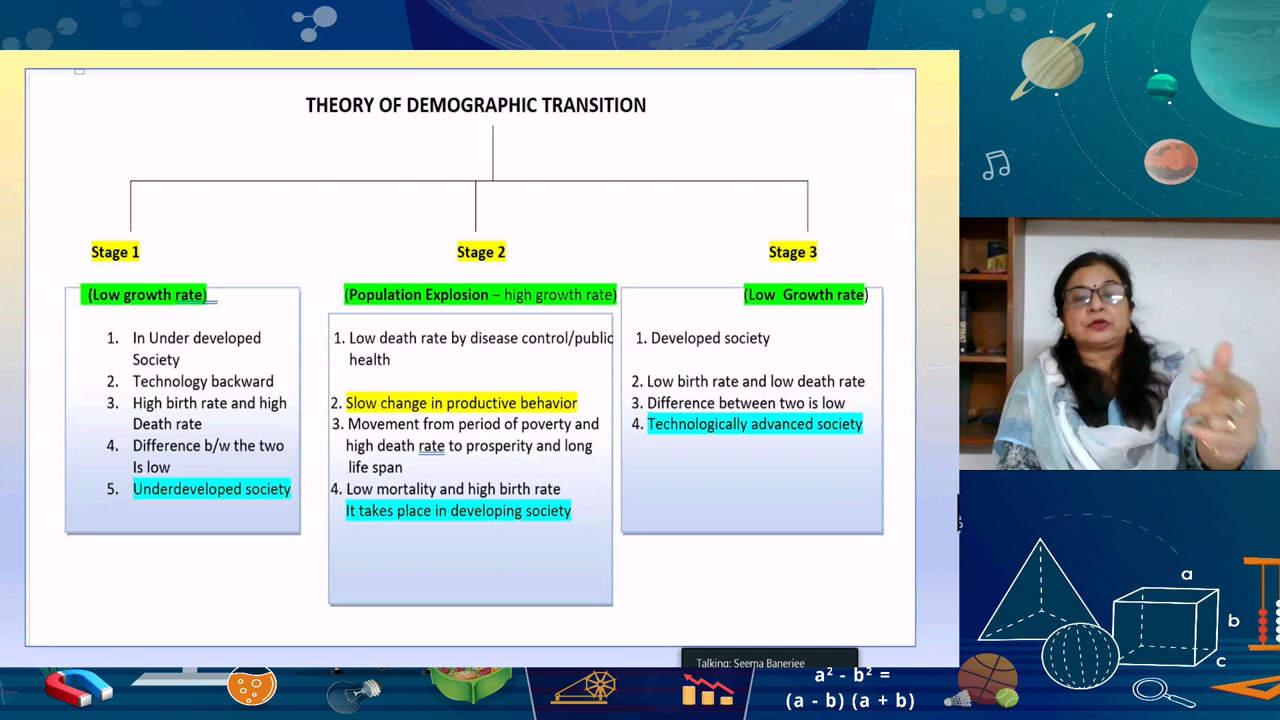 THEORY OF DEMOGRAPHIC TRANSITION
Stage 1
(Low growth rate)
1. In Under developed
Society
2. Technology backward
3. High birth rate and high
Death rate
4. Difference b/w the two
Is low
5. Underdeveloped society
Stage 2
(Population Explosion – high growth rate)
1. Low death rate by disease control/public
health
2. Slow change in productive behavior
3. Movement from period of poverty and
high death rate to prosperity and long
life span
4. Low mortality and high birth rate
It takes place in developing society
Stage 3
(Low Growth rate)
1. Developed society
2. Low birth rate and low death rate
3. Difference between two is low
4. Technologically advanced society
Talking: Seema Banerjee
a
b
c
a² - b² =
(a - b) (a + b)